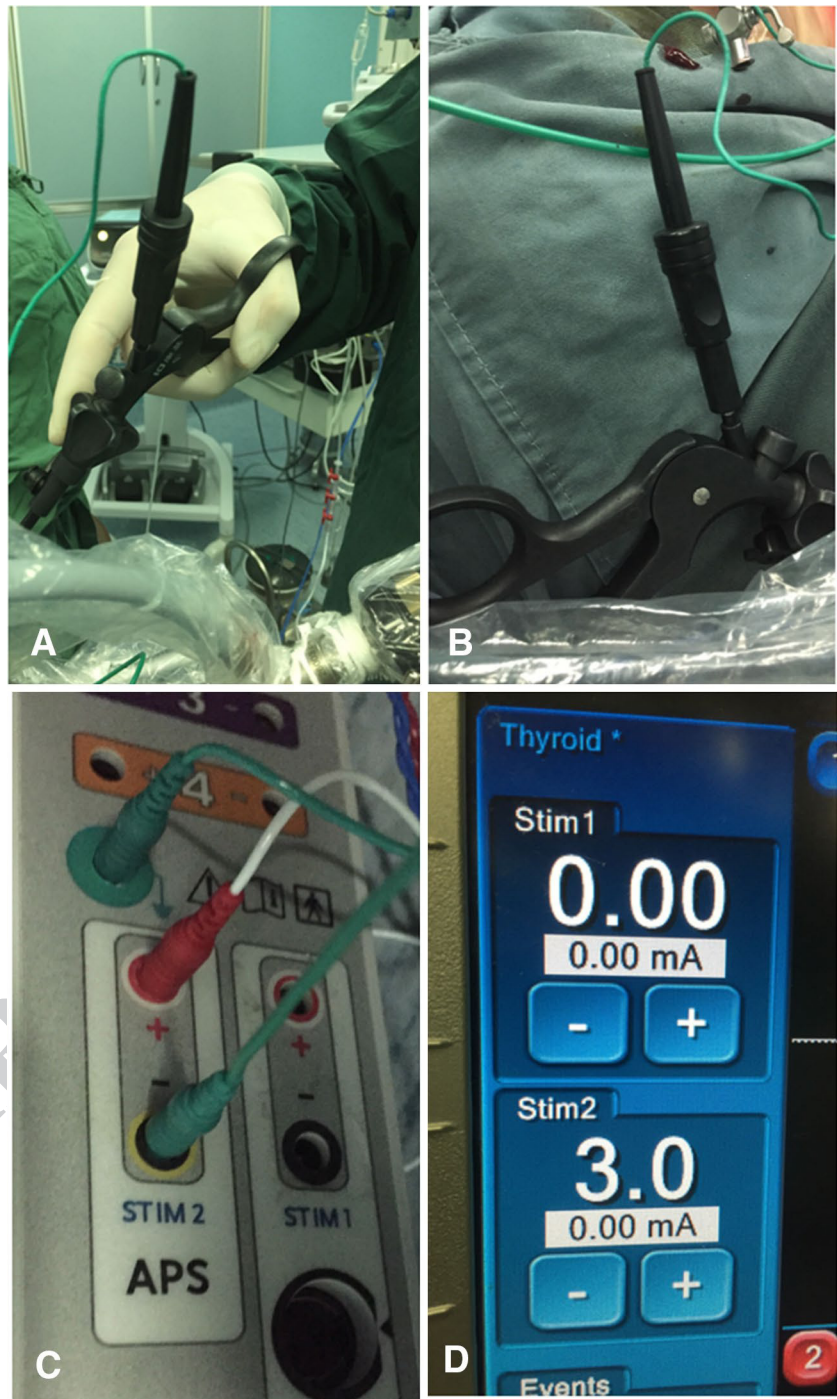 A
B
3 -
+ 4 -
+
+
-
-
STIM 2
STIM 1
APS
C
Thyroid *
Stim1
0.00
0.00 mA
- +
Stim2
3.0
0.00 mA
- +
2
Events
D